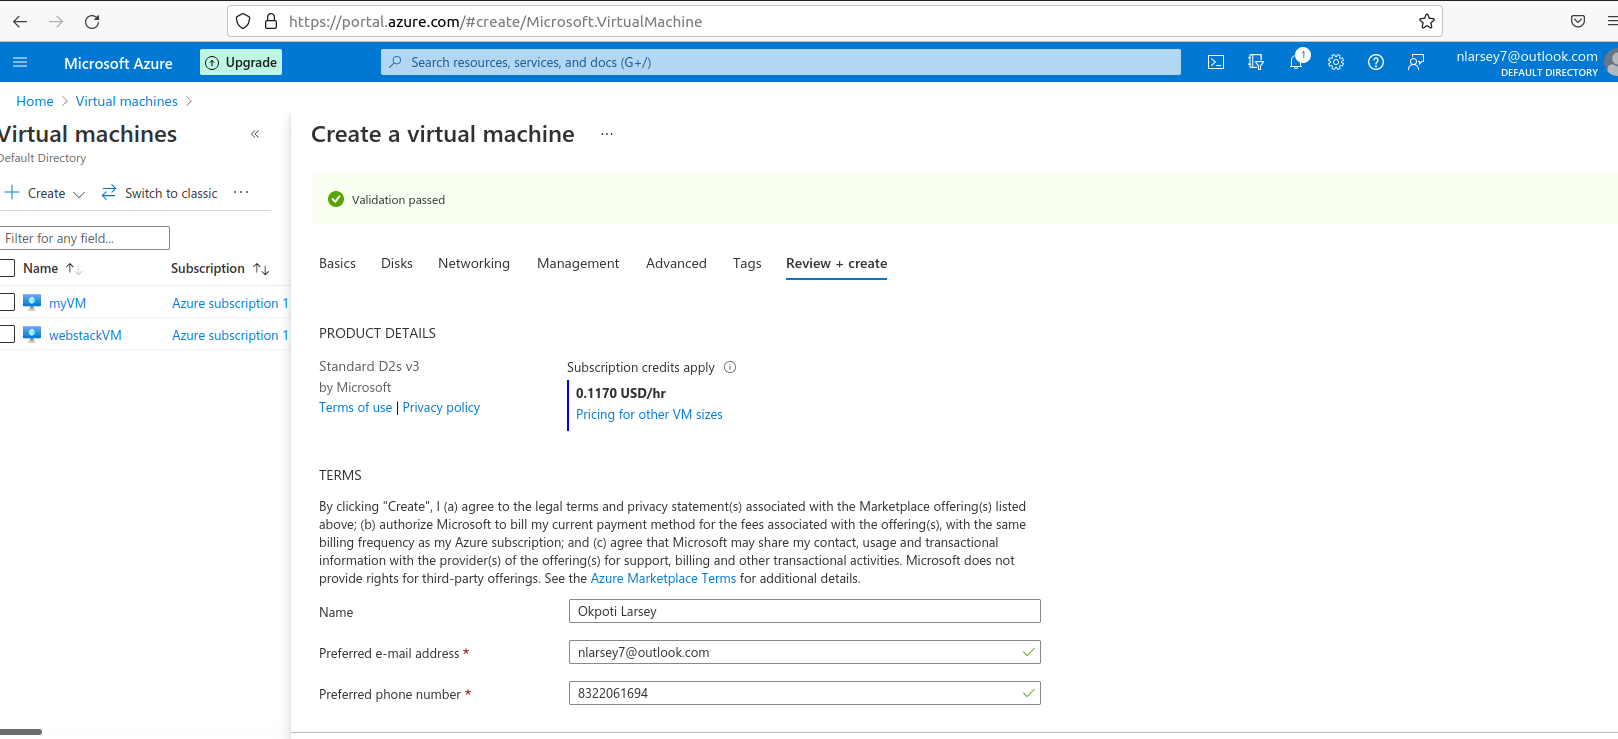 https://portal.azure.com/#create/Microsoft.VirtualMachine
Microsoft Azure
Upgrade
Search resources, services, and docs (G+/)
1
nlarsey7@outlook.com
DEFAULT DIRECTORY
Home > Virtual machines >
Virtual machines «
Default Directory
+ Create Switch to classic ...
Filter for any field...
Name ↑↓ Subscription ↑↓
myVM Azure subscription 1
webstackVM Azure subscription 1
Create a virtual machine ...
Validation passed
Basics Disks Networking Management Advanced Tags Review + create
PRODUCT DETAILS
Standard D2s v3
by Microsoft
Terms of use | Privacy policy
Subscription credits apply
0.1170 USD/hr
Pricing for other VM sizes
TERMS
By clicking "Create", I (a) agree to the legal terms and privacy statement(s) associated with the Marketplace offering(s) listed
above; (b) authorize Microsoft to bill my current payment method for the fees associated with the offering(s), with the same
billing frequency as my Azure subscription; and (c) agree that Microsoft may share my contact, usage and transactional
information with the provider(s) of the offering(s) for support, billing and other transactional activities. Microsoft does not
provide rights for third-party offerings. See the Azure Marketplace Terms for additional details.
Name Okpoti Larsey
Preferred e-mail address * nlarsey7@outlook.com
Preferred phone number * 8322061694